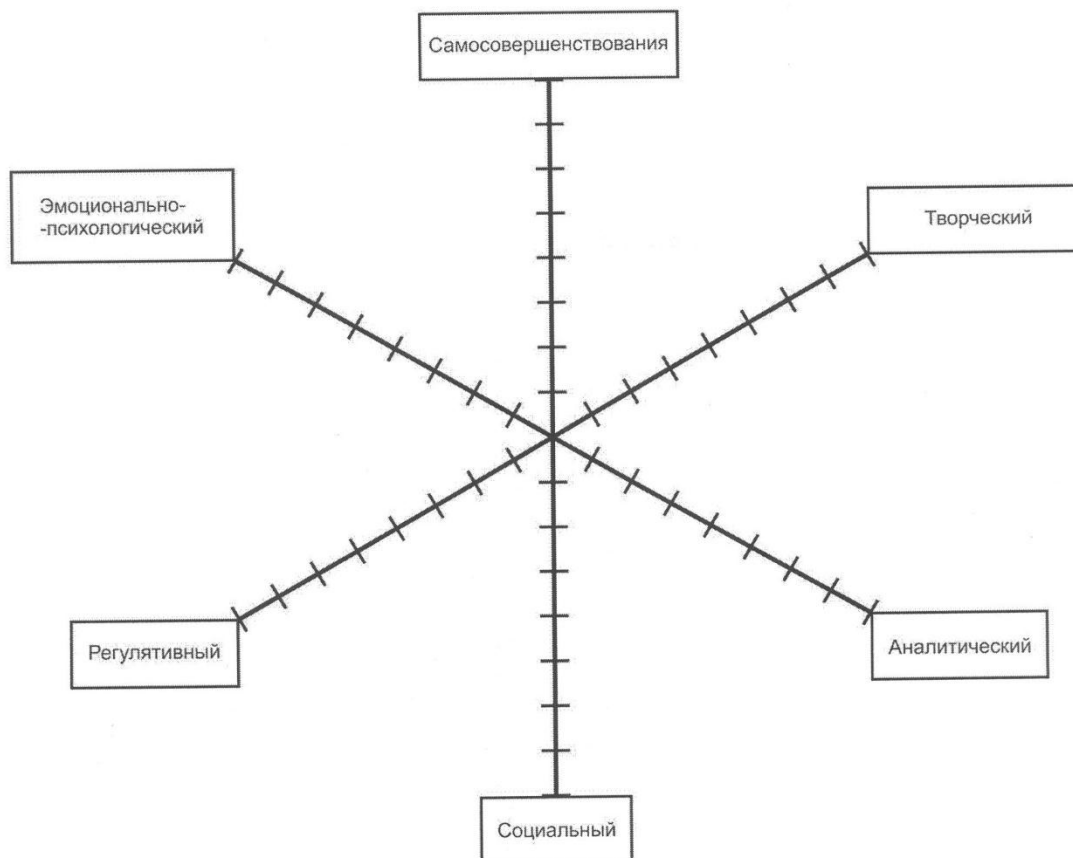 Самосовершенствования
Эмоционально-
-психологический
Творческий
Регулятивный
Аналитический
Социальный